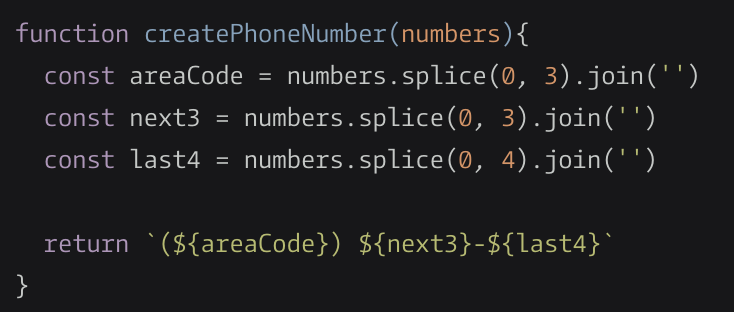 function createPhoneNumber(numbers){
  const areaCode = numbers.splice(0, 3).join('')
  const next3 = numbers.splice(0, 3).join('')
  const last4 = numbers.splice(0, 4).join('')

  return `(${areaCode}) ${next3}-${last4}`
}